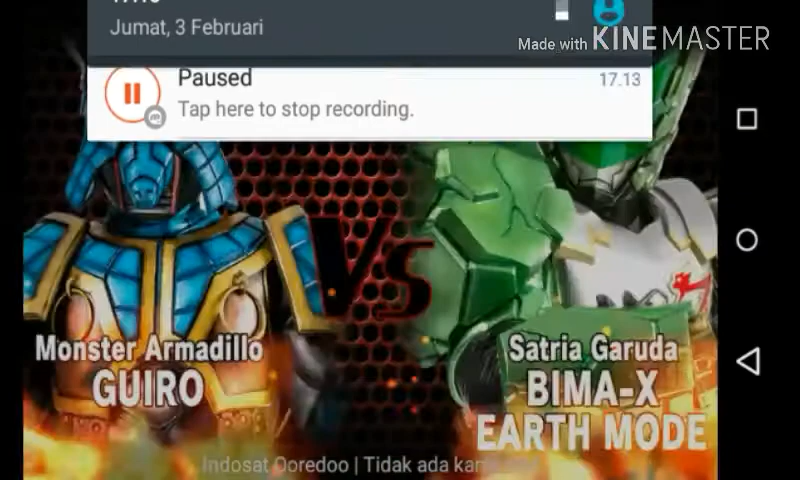 Jumat, 3 Februari
Made with KINEMASTER
Paused
17.13
Tap here to stop recording.
Vs
Monster Armadillo
GUIRO
Satria Garuda
BIMA-X
EARTH MODE
Indosat Ooredoo | Tidak ada